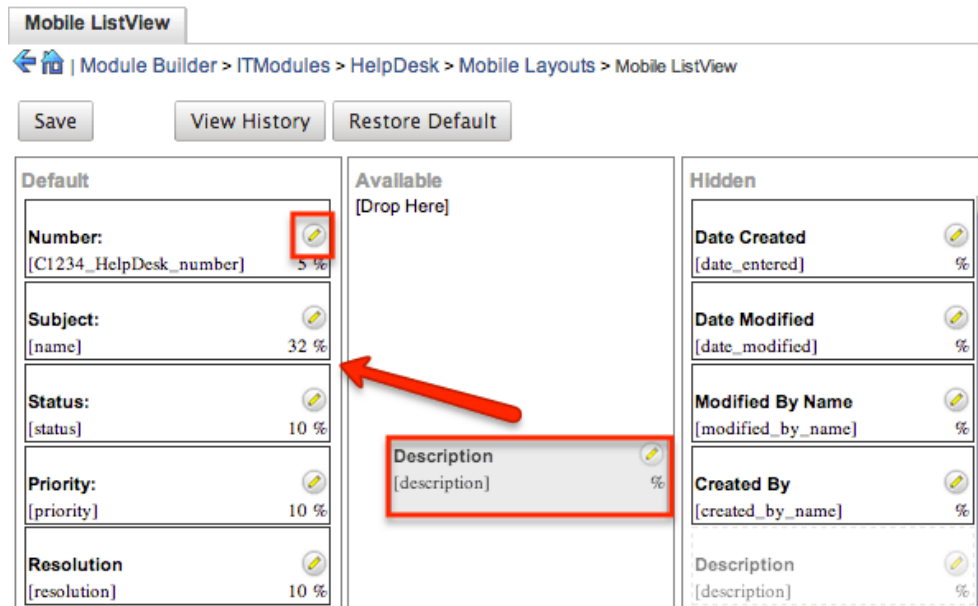 Mobile ListView
| Module Builder > ITModules > HelpDesk > Mobile Layouts > Mobile ListView
Save View History Restore Default
Default
Number:
[C1234_HelpDesk_number] 5 %
Subject:
[name] 32 %
Status:
[status] 10 %
Priority:
[priority] 10 %
Resolution
[resolution] 10 %
Available
[Drop Here]
Description
[description] %
Hidden
Date Created
[date_entered] %
Date Modified
[date_modified] %
Modified By Name
[modified_by_name] %
Created By
[created_by_name] %
Description
[description] %